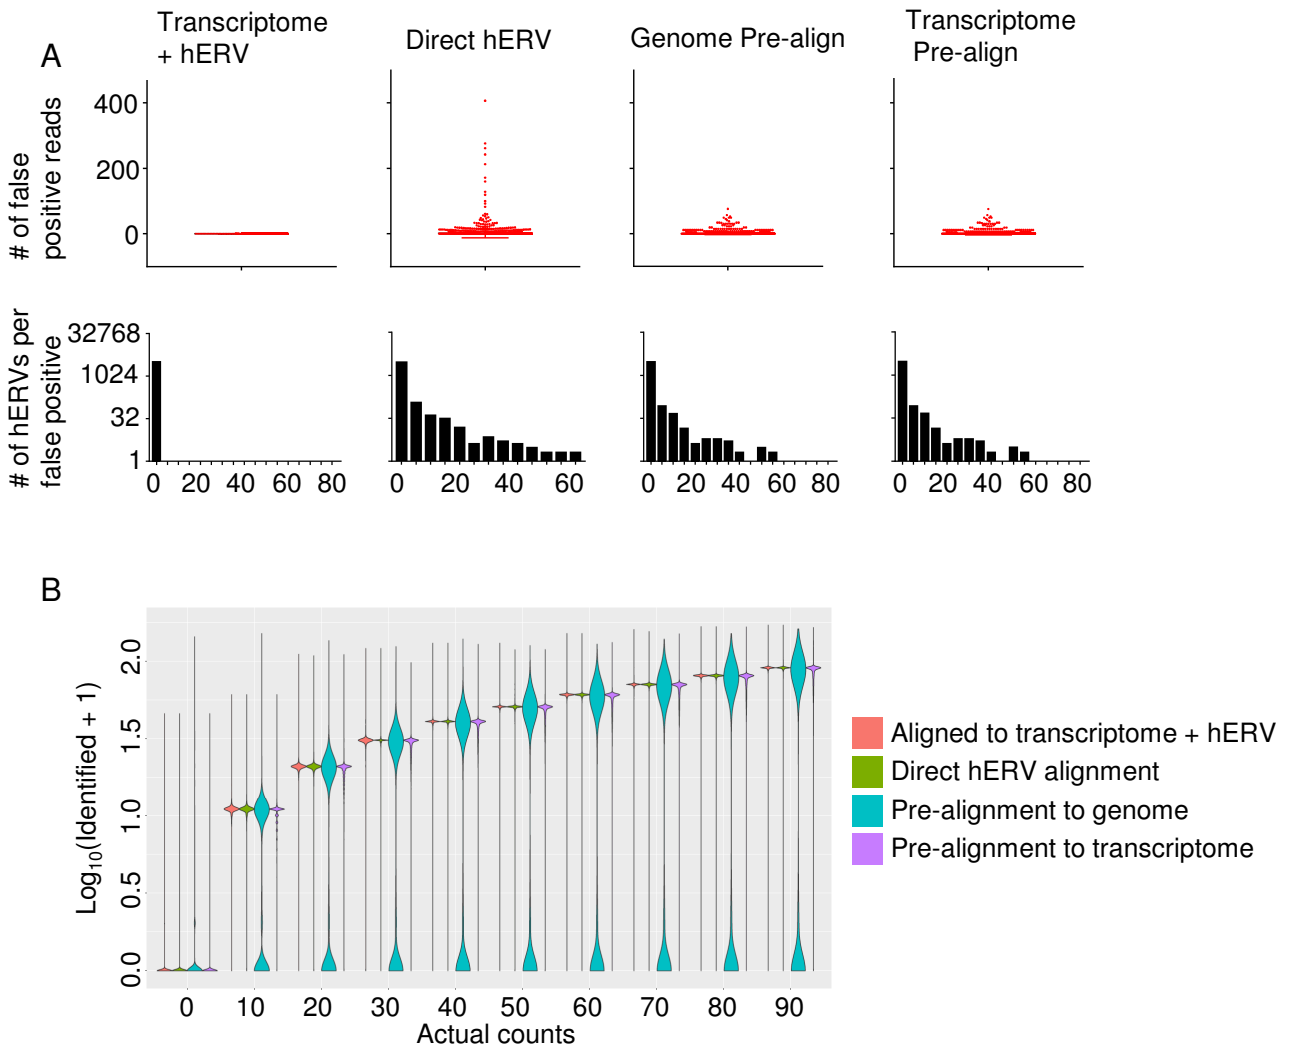 A
Transcriptome
+ hERV
Direct hERV
Genome Pre-align
Transcriptome
Pre-align
# of false
positive reads
400
200
0
# of hERVs per
false positive
32768
1024
32
1
0 20 40 60 80
0 20 40 60
0 20 40 60 80
0 20 40 60 80
B
Log10(Identified + 1)
2.0
1.5
1.0
0.5
0.0
0 10 20 30 40 50 60 70 80 90
Actual counts
Aligned to transcriptome + hERV
Direct hERV alignment
Pre-alignment to genome
Pre-alignment to transcriptome